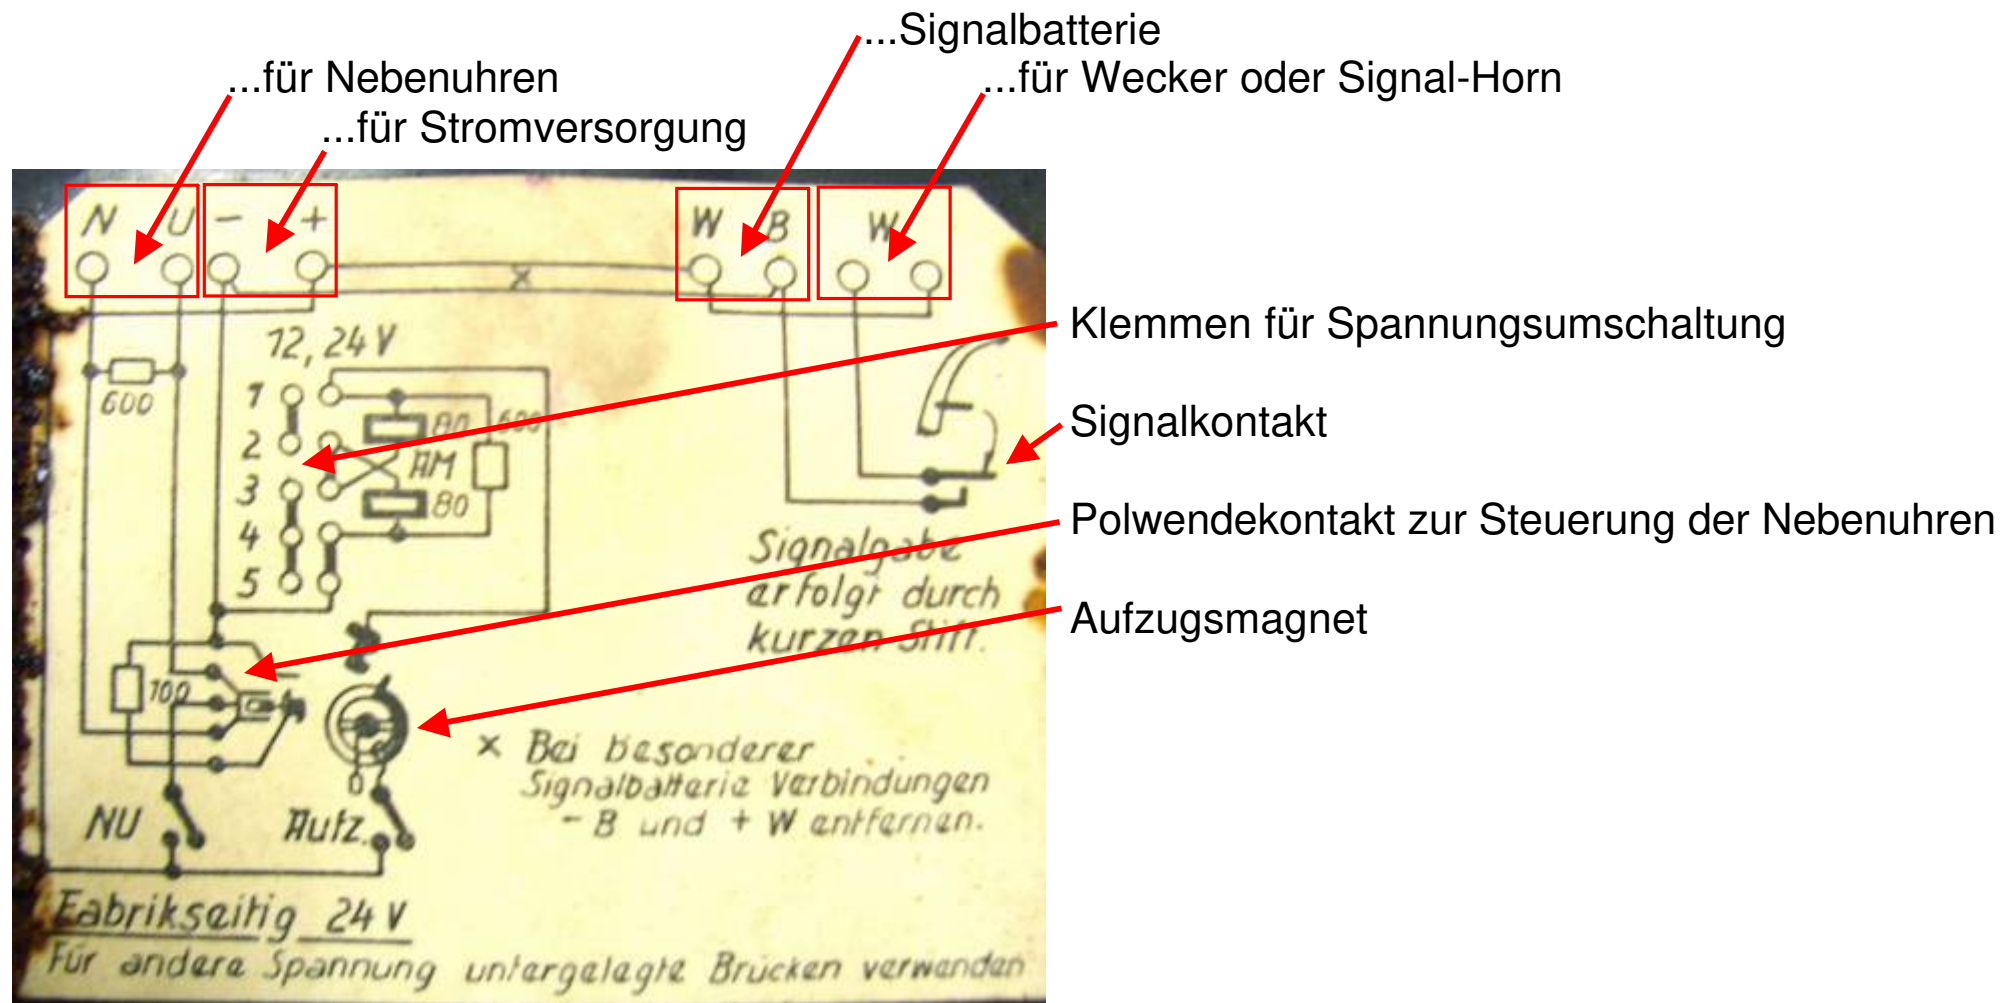 ...Signalbatterie
...für Nebenuhren
...für Wecker oder Signal-Horn
...für Stromversorgung
N U - + W B W
x
12, 24 V
Klemmen für Spannungsumschaltung
600
1
80 600
2
AM
3
80
4
5
Signalkontakt
Polwendekontakt zur Steuerung der Nebenuhren
Signalgabe
erfolgt durch
kurzen Stift.
Aufzugsmagnet
100
x Bei besonderer
Signalbatterie Verbindungen
- B und + W entfernen.
NU Aufz.
Fabrikseitig 24 V
Für andere Spannung untergelegte Brücken verwenden